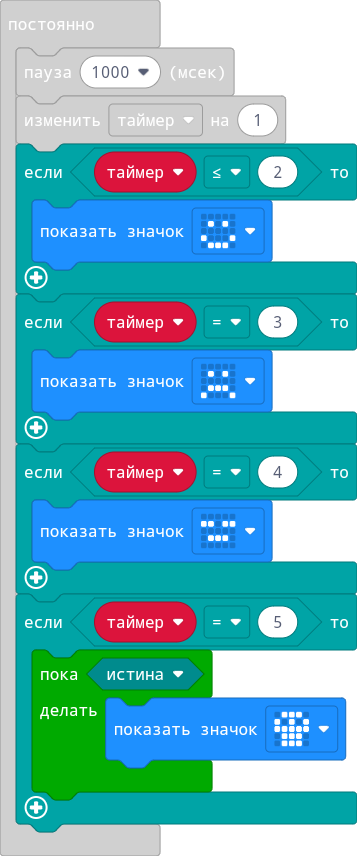 постоянно
пауза 1000 (мсек)
изменить таймер на 1
если таймер ≤ 2 то
показать значок
если таймер = 3 то
показать значок
если таймер = 4 то
показать значок
если таймер = 5 то
пока истина
делать
показать значок